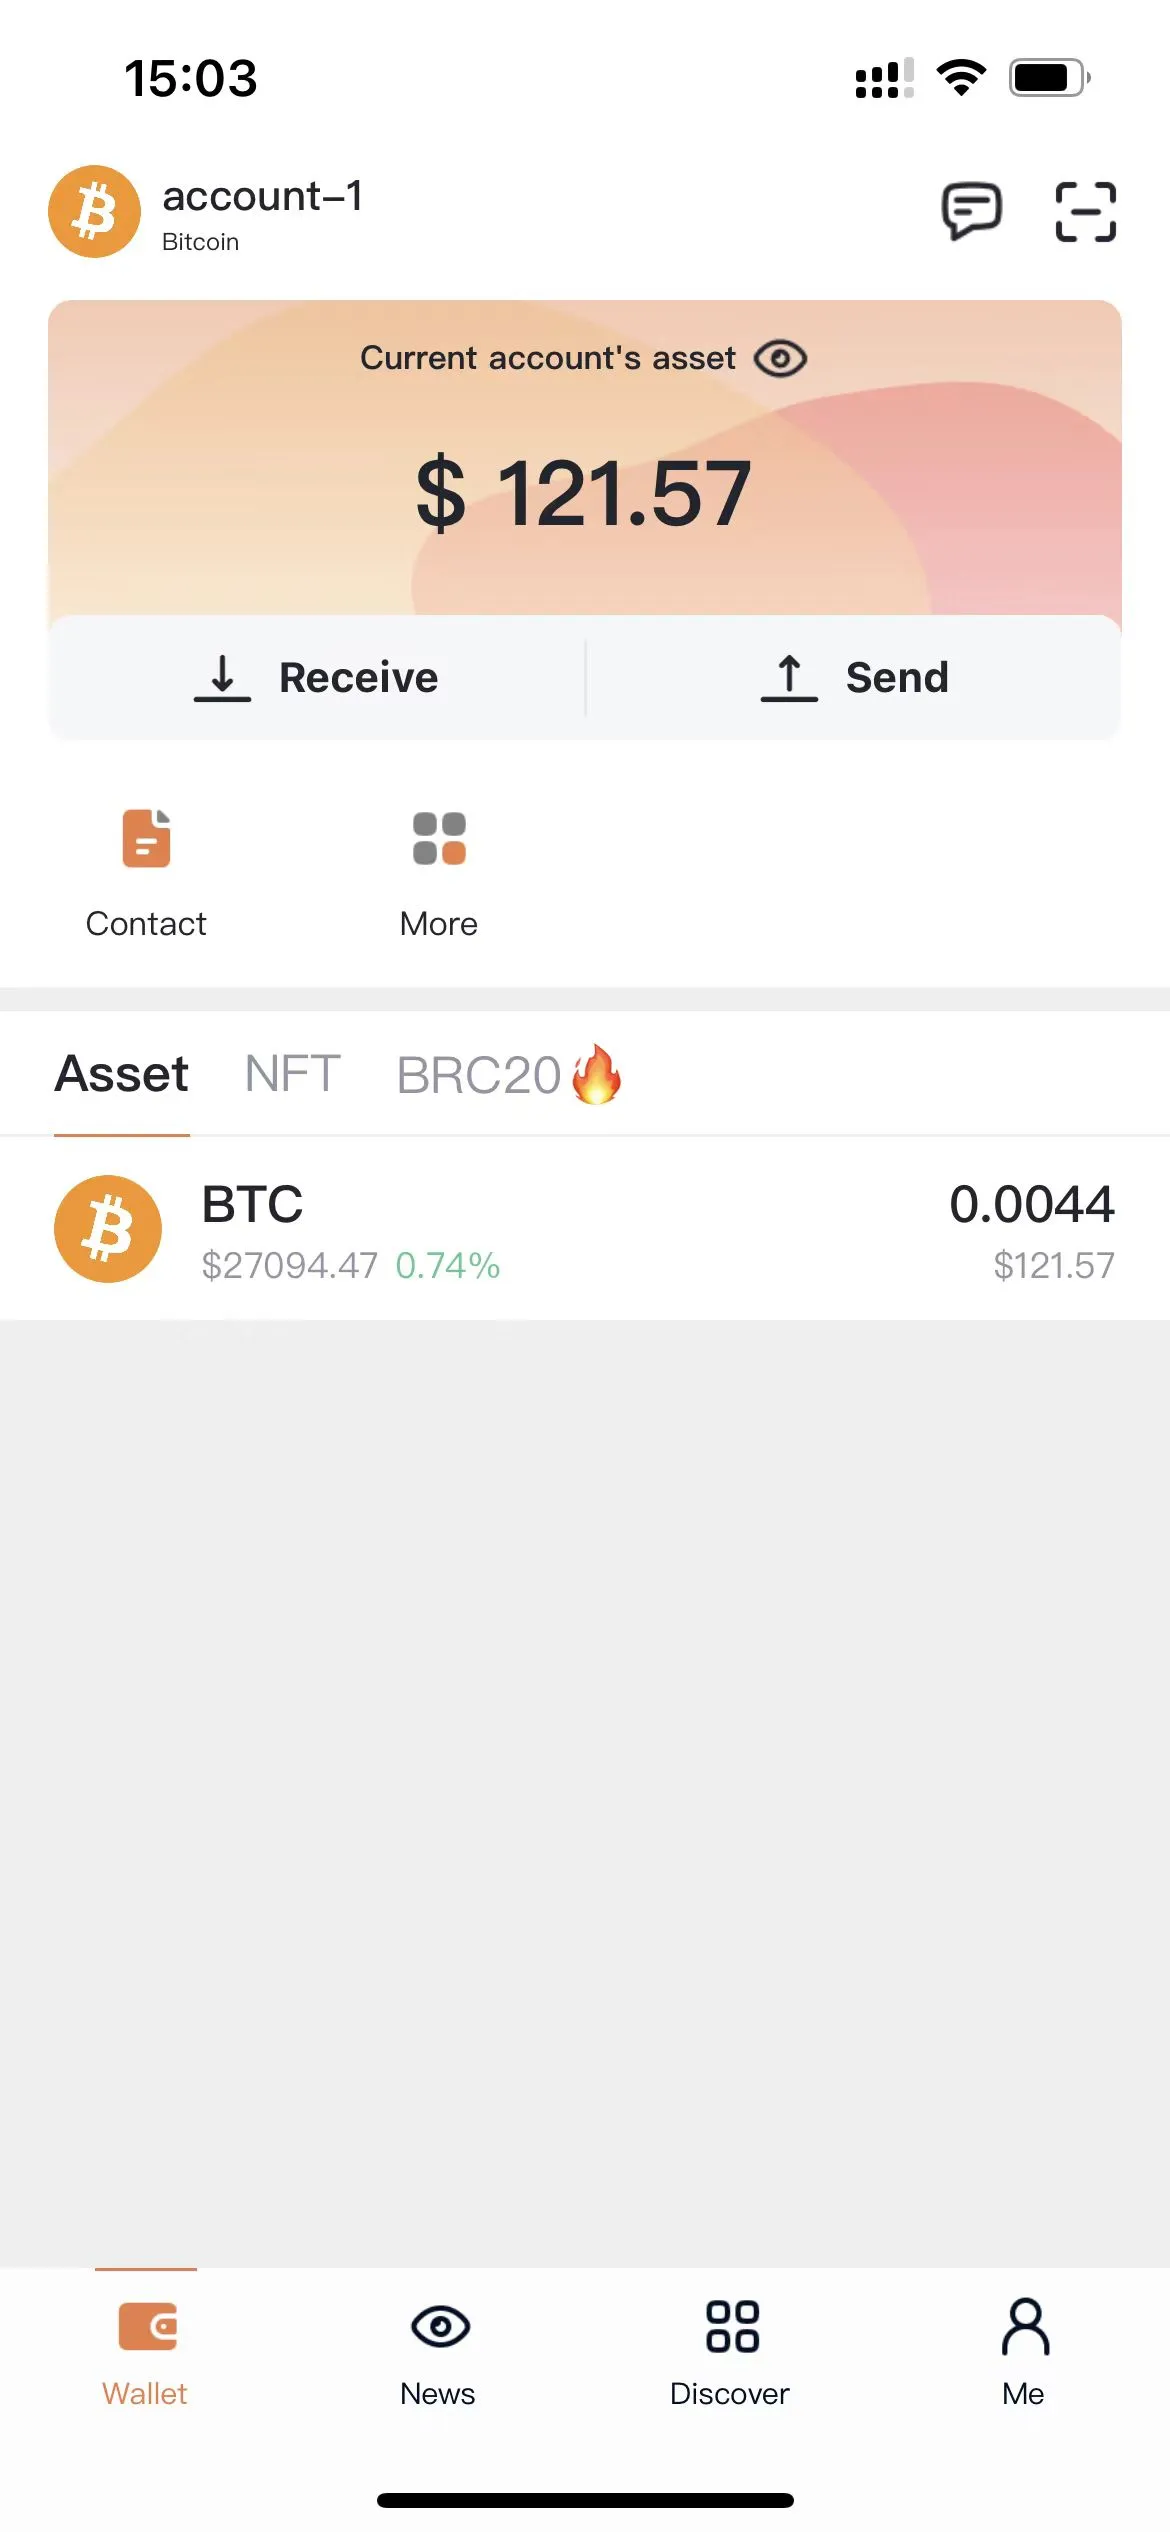 15:03
account-1
Bitcoin
Current account's asset
$ 121.57
Receive
Send
Contact
More
Asset NFT BRC20🔥
BTC 0.0044
$27094.47 0.74% $121.57
Wallet News Discover Me